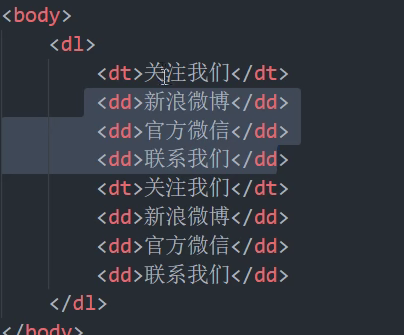 <body>
<dl>
<dt>关注我们</dt>
<dd>新浪微博</dd>
<dd>官方微信</dd>
<dd>联系我们</dd>
<dt>关注我们</dd>
<dd>新浪微博</dd>
<dd>官方微信</dd>
<dd>联系我们</dd>
</dl>
</body>